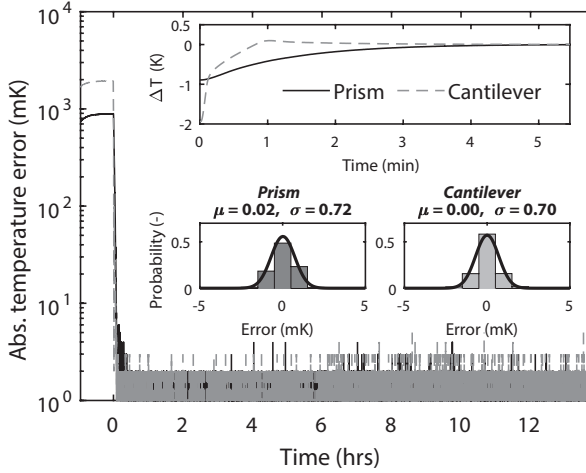 Abs. temperature error (mK)
10^4
10^3
10^2
10^1
10^0
0 2 4 6 8 10 12
Time (hrs)
ΔT (K)
0.5
0
-1
-2
0 1 2 3 4 5
Time (min)
Prism Cantilever
Prism
μ = 0.02, σ = 0.72
Probability (-)
0.5
0
-5 0 5
Error (mK)
Cantilever
μ = 0.00, σ = 0.70
0.5
0
-5 0 5
Error (mK)